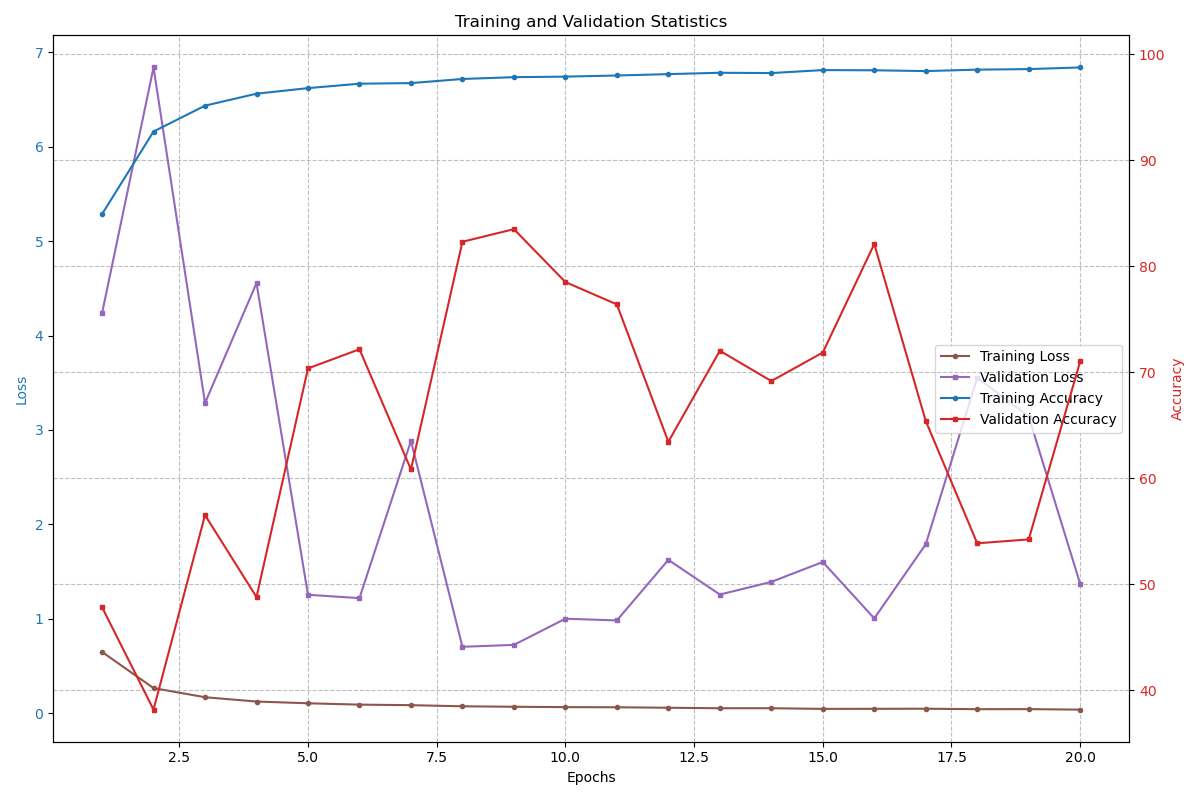 Training and Validation Statistics
7
6
5
4
3
2
1
0
Loss
100
90
80
70
60
50
40
Accuracy
Training Loss
Validation Loss
Training Accuracy
Validation Accuracy
2.5 5.0 7.5 10.0 12.5 15.0 17.5 20.0
Epochs